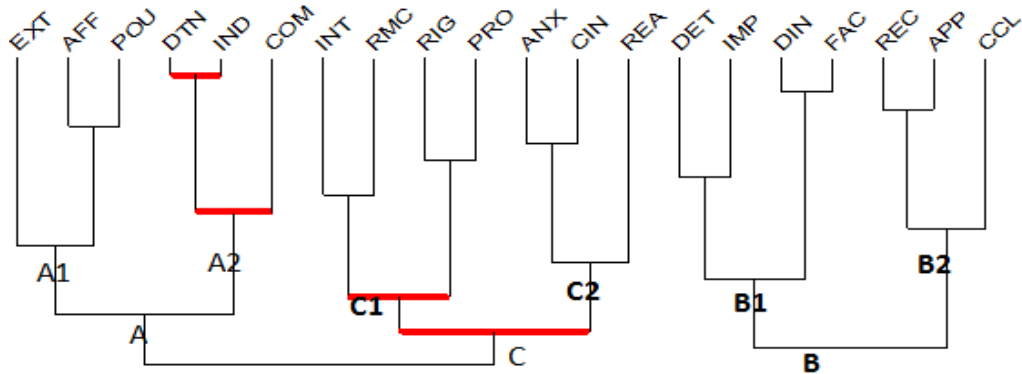 EXT AFF POU DTN IND COM INT RMC RIG PRO ANX CIN REA DET IMP DIN FAC REC APP CCL
A1 A2 C1 C2 B1 B2
A C B